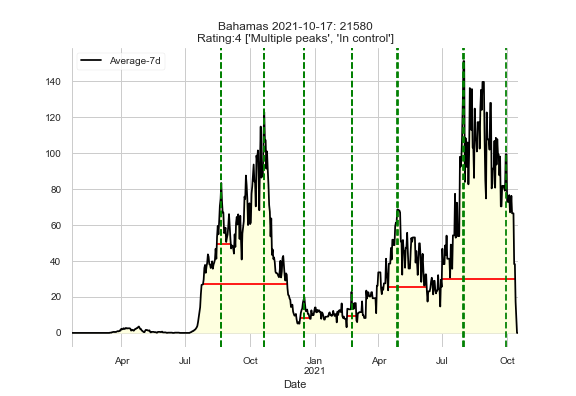 Bahamas 2021-10-17: 21580
Rating:4 ['Multiple peaks', 'In control']
Average-7d
140
120
100
80
60
40
20
0
Apr Jul Oct Jan Apr Jul Oct
2021
Date